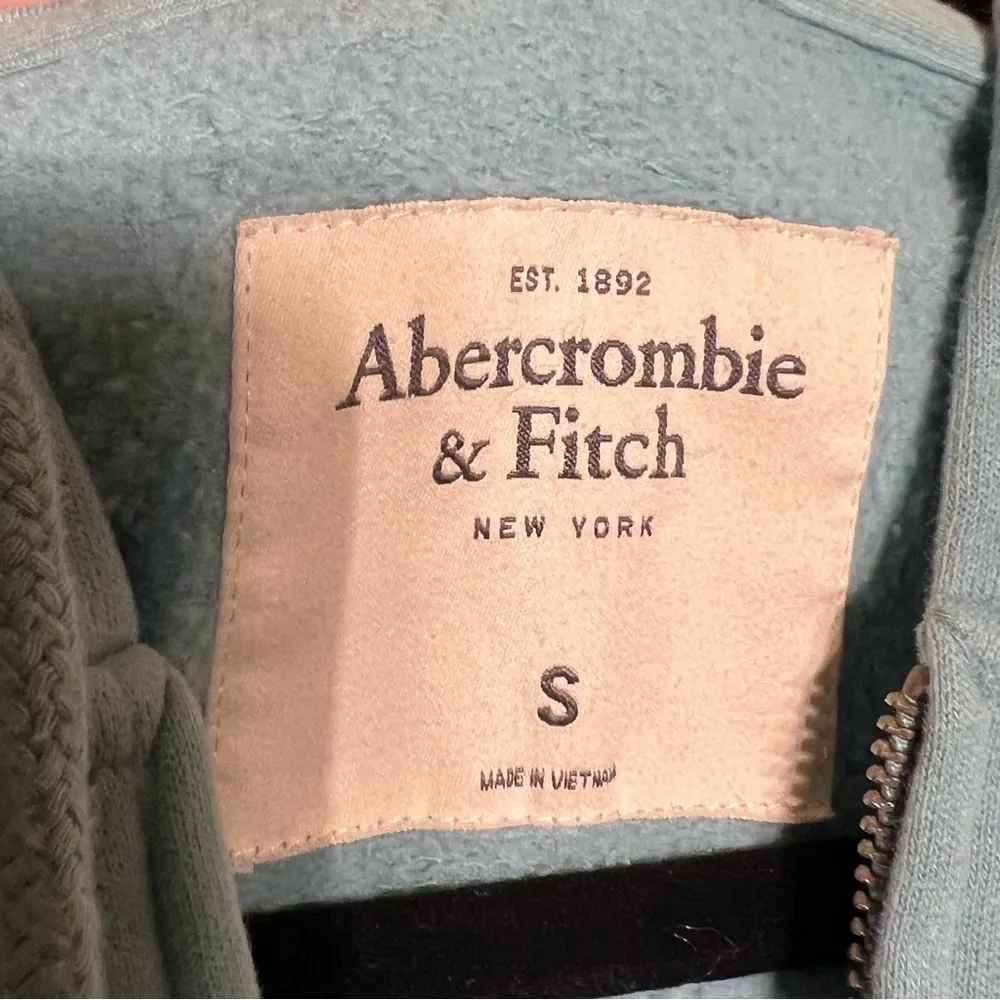 EST. 1892
Abercrombie
& Fitch
NEW YORK
S
MADE IN VIETNAM